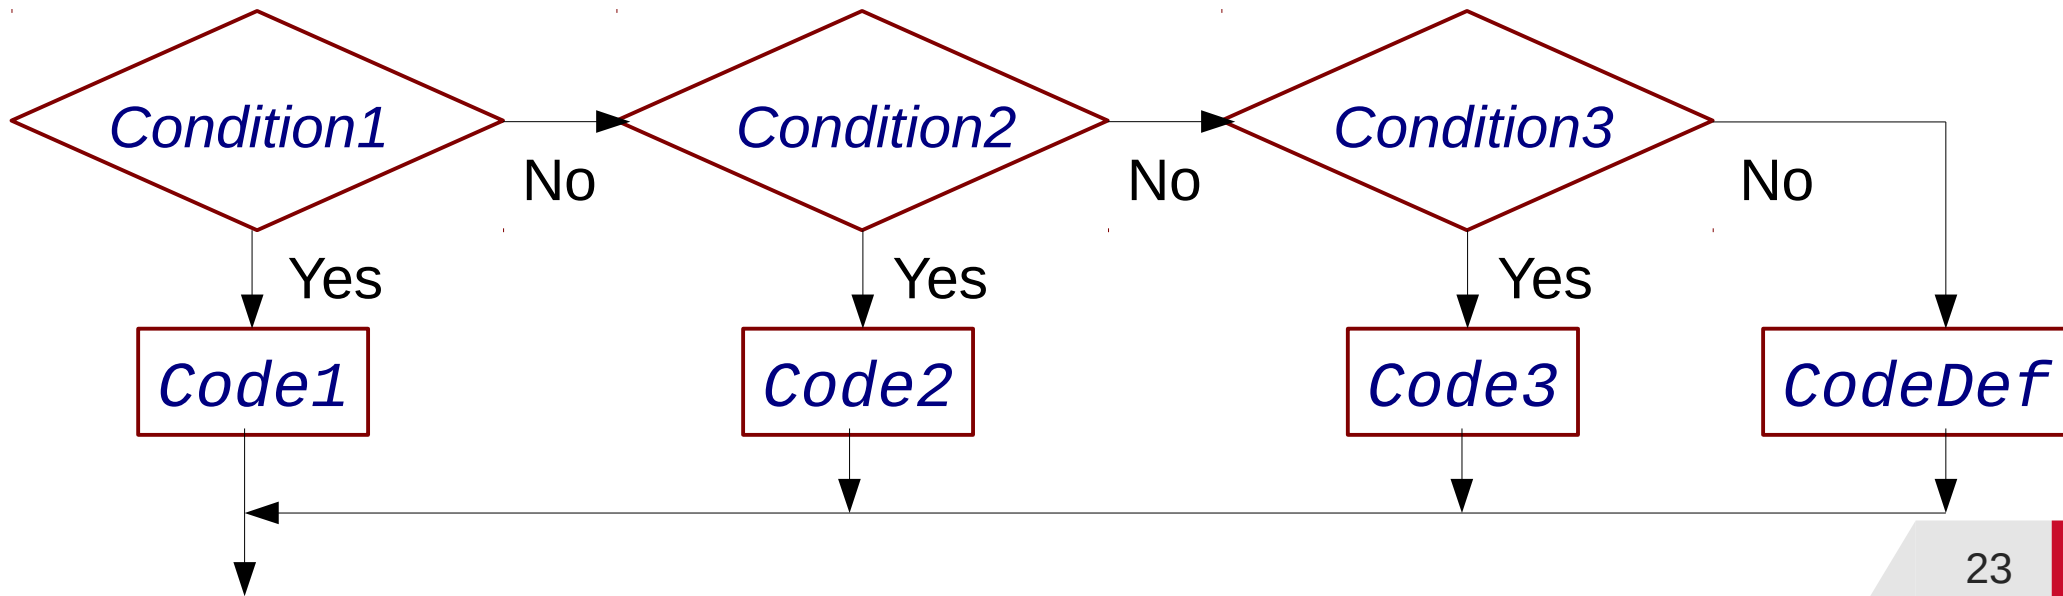 Condition1
Condition2
Condition3
No
No
No
Yes
Yes
Yes
Code1
Code2
Code3
CodeDef
23